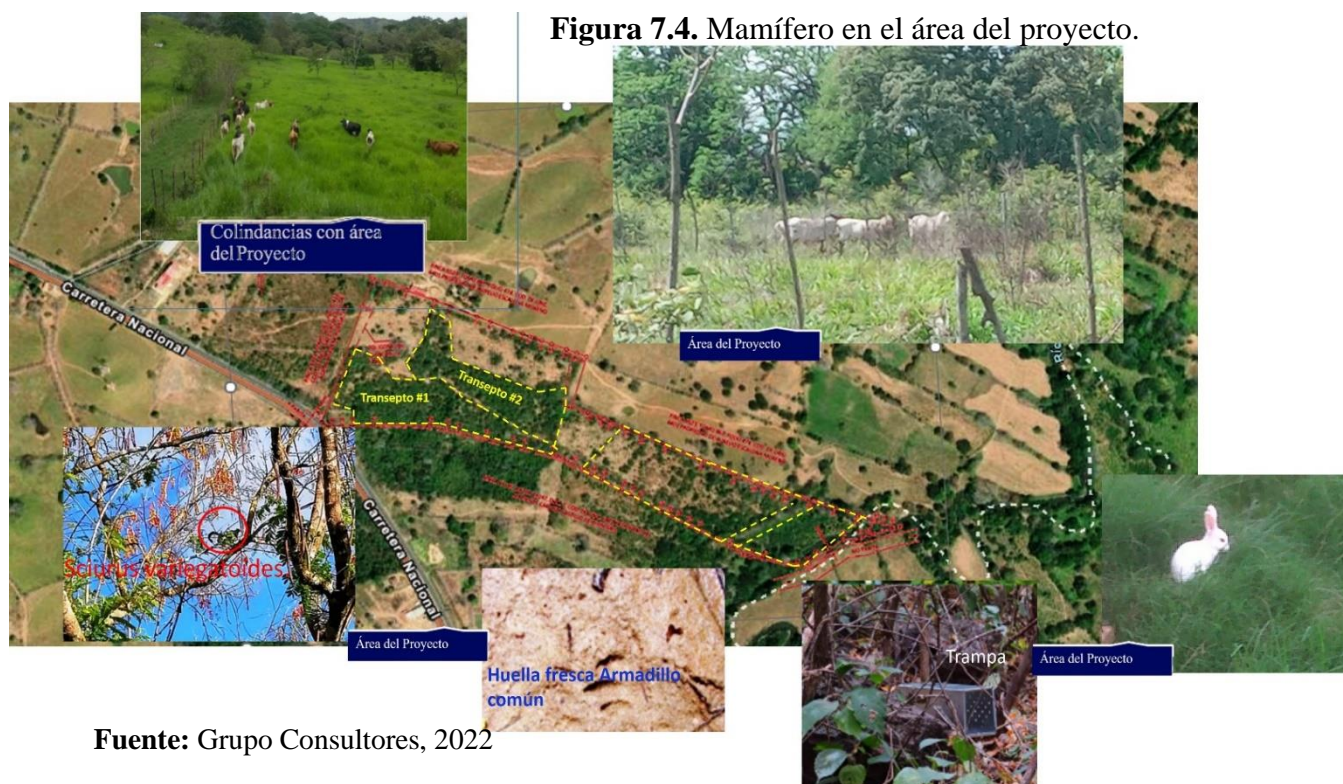 Figura 7.4. Mamífero en el área del proyecto.
Colindancias con área
del Proyecto
Área del Proyecto
Carretera Nacional
Transepto #1
Transepto #2
Río
Sciurus variegatoides
Carretera Nacional
Área del Proyecto
Huella fresca Armadillo
común
Trampa
Área del Proyecto
Fuente: Grupo Consultores, 2022